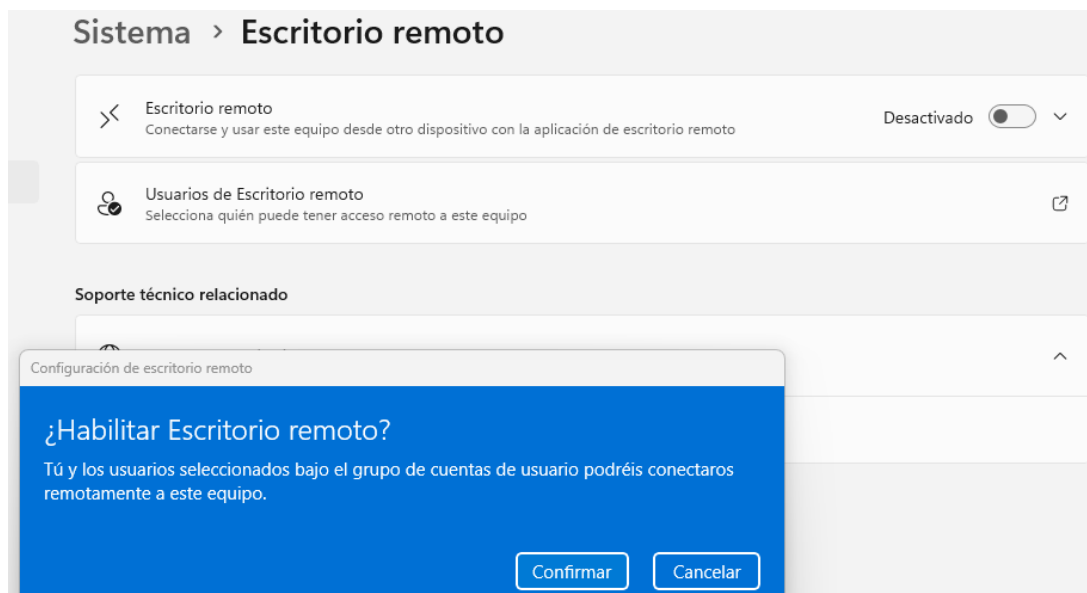 Sistema > Escritorio remoto
Escritorio remoto
Conectarse y usar este equipo desde otro dispositivo con la aplicación de escritorio remoto
Desactivado
Usuarios de Escritorio remoto
Selecciona quién puede tener acceso remoto a este equipo
Soporte técnico relacionado
Configuración de escritorio remoto
¿Habilitar Escritorio remoto?
Tú y los usuarios seleccionados bajo el grupo de cuentas de usuario podréis conectaros
remotamente a este equipo.
Confirmar
Cancelar